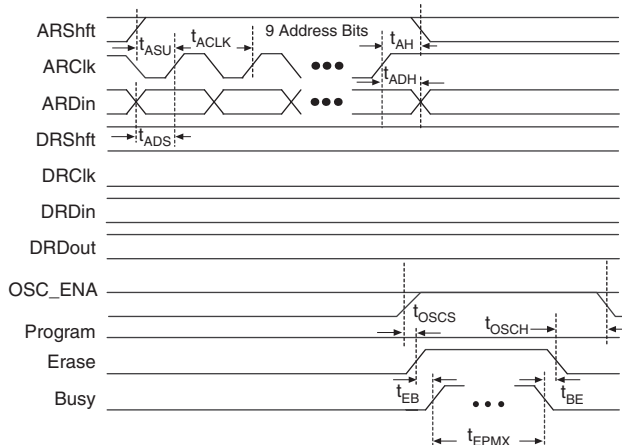 ARShft
9 Address Bits
tASU
tACLK
tAH
ARClk
tADH
ARDin
DRShft
tADS
DRClk
DRDin
DRDout
OSC_ENA
tOSCS
tOSCH
Program
Erase
tEB
tBE
Busy
tEPMX